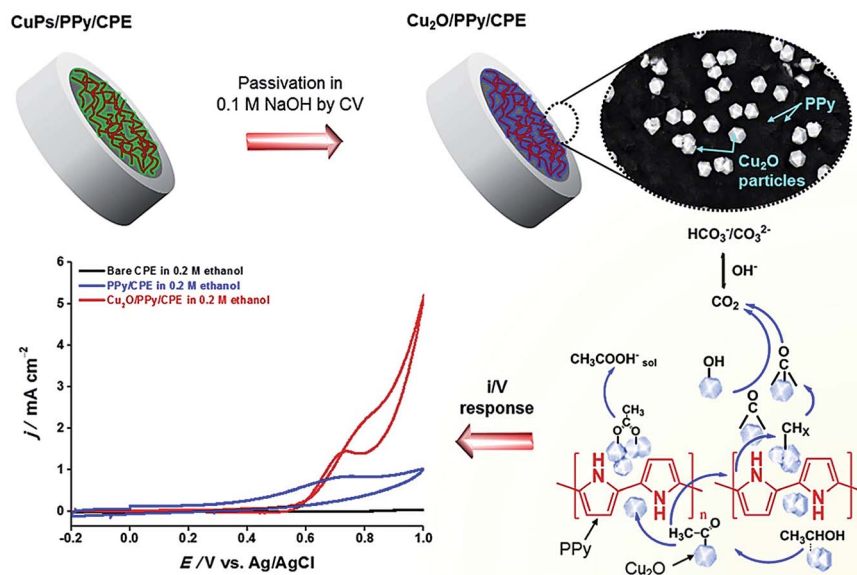 CuPs/PPy/CPE
Cu₂O/PPy/CPE
Passivation in
0.1 M NaOH by CV
PPy
Cu₂O
particles
HCO₃⁻/CO₃²⁻
OH⁻
CO₂
Bare CPE in 0.2 M ethanol
PPy/CPE in 0.2 M ethanol
Cu₂O/PPy/CPE in 0.2 M ethanol
6
5
4
3
2
1
0
j / mA cm⁻²
-0.2 0.0 0.2 0.4 0.6 0.8 1.0
E /V vs. Ag/AgCl
i/V
response
CH₃COOH⁻ sol
OH
O
C
O
C
CH₃
C
O O
CHx
H
N
H
N
N
H
N
H
n
H₃C-C
O
CH₃CHOH
PPy
Cu₂O